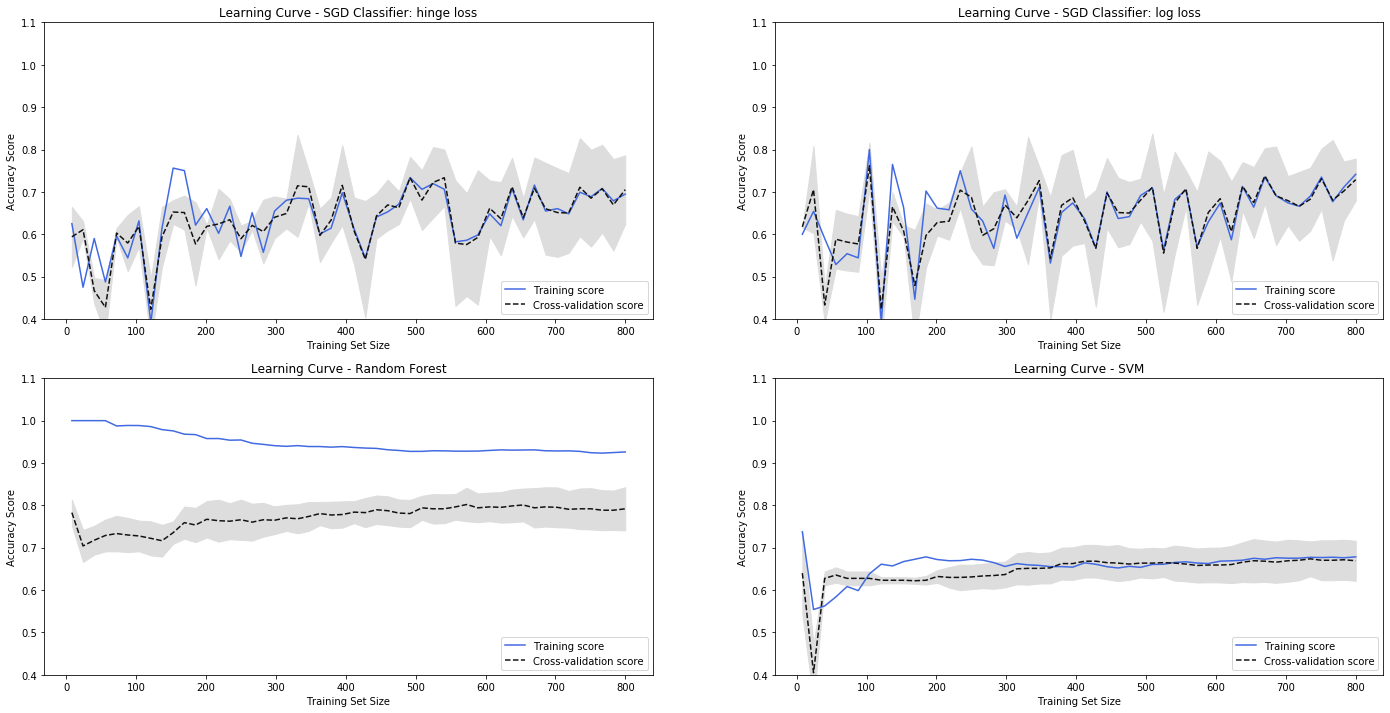 Learning Curve - SGD Classifier: hinge loss
1.1
1.0
0.9
0.8
0.7
0.6
0.5
0.4
Accuracy Score
0 100 200 300 400 500 600 700 800
Training Set Size
Training score
Cross-validation score
Learning Curve - SGD Classifier: log loss
1.1
1.0
0.9
0.8
0.7
0.6
0.5
0.4
Accuracy Score
0 100 200 300 400 500 600 700 800
Training Set Size
Training score
Cross-validation score
Learning Curve - Random Forest
1.1
1.0
0.9
0.8
0.7
0.6
0.5
0.4
Accuracy Score
0 100 200 300 400 500 600 700 800
Training Set Size
Training score
Cross-validation score
Learning Curve - SVM
1.1
1.0
0.9
0.8
0.7
0.6
0.5
0.4
Accuracy Score
0 100 200 300 400 500 600 700 800
Training Set Size
Training score
Cross-validation score